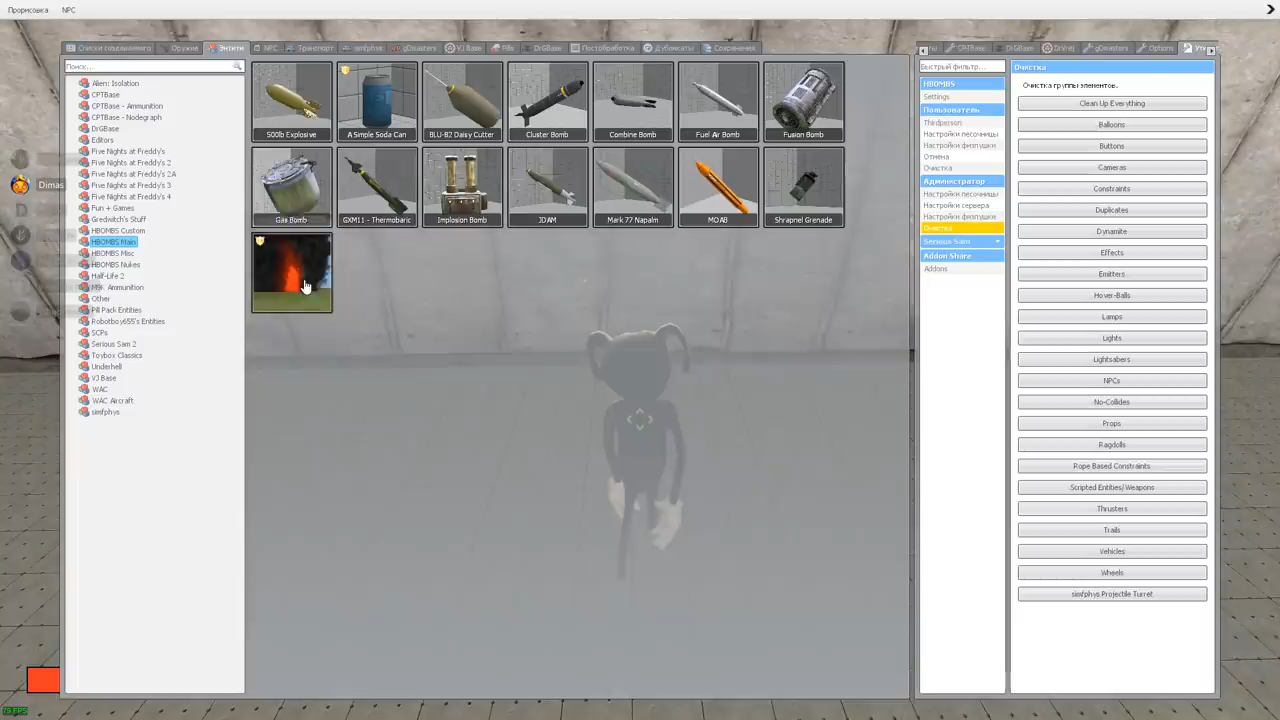 Прорисовка NPC
Списки создаваемого Оружие Энтити NPC Транспорт simfphys gDisasters VJ Base Pills DrGBase Постобработка Дубликаты Сохранения
CPTBase DrGBase DrVrej gDisasters Options
Поиск...
Alien: Isolation
CPTBase
CPTBase - Ammunition
CPTBase - Nodegraph
DrGBase
Editors
Five Nights at Freddy's
Five Nights at Freddy's 2
Five Nights at Freddy's 2A
Five Nights at Freddy's 3
Five Nights at Freddy's 4
Fun + Games
Gredwitch's Stuff
HBOMBS Custom
HBOMBS Main
HBOMBS Misc
HBOMBS Nukes
Half-Life 2
M9K Ammunition
Other
Pill Pack Entities
Robotboy655's Entities
SCPs
Serious Sam 2
Toybox Classics
Underhell
VJ Base
WAC
WAC Aircraft
simfphys
Dimas
500lb Explosive
A Simple Soda Can
BLU-82 Daisy Cutter
Cluster Bomb
Combine Bomb
Fuel Air Bomb
Fusion Bomb
Gas Bomb
GXM11 - Thermobaric
Implosion Bomb
JDAM
Mark 77 Napalm
MOAB
Shrapnel Grenade
Быстрый фильтр...
HBOMBS
Settings
Пользователь
Thirdperson
Настройки песочницы
Настройки физпушки
Отмена
Очистка
Администратор
Настройки песочницы
Настройки сервера
Настройки физпушки
Очистка
Serious Sam
Addon Share
Addons
Очистка
Очистка группы элементов.
Clean Up Everything
Balloons
Buttons
Cameras
Constraints
Duplicates
Dynamite
Effects
Emitters
Hover-Balls
Lamps
Lights
Lightsabers
NPCs
No-Collides
Props
Ragdolls
Rope Based Constraints
Scripted Entities/Weapons
Thrusters
Trails
Vehicles
Wheels
simfphys Projectile Turret
79 FPS